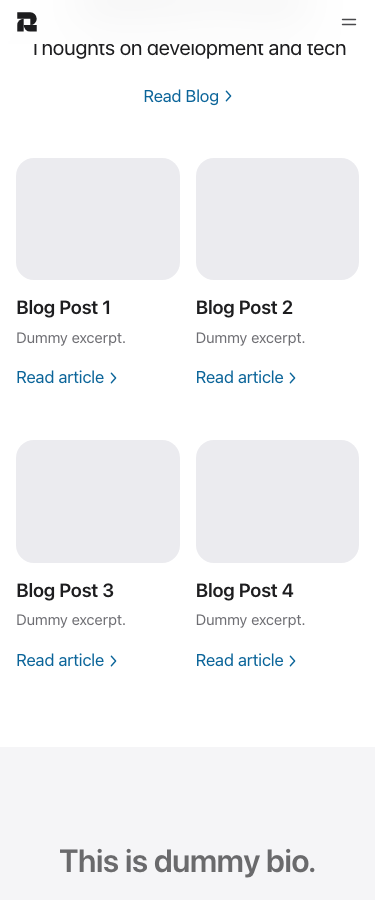 Thoughts on development and tech
Read Blog
Blog Post 1
Dummy excerpt.
Read article
Blog Post 2
Dummy excerpt.
Read article
Blog Post 3
Dummy excerpt.
Read article
Blog Post 4
Dummy excerpt.
Read article
This is dummy bio.